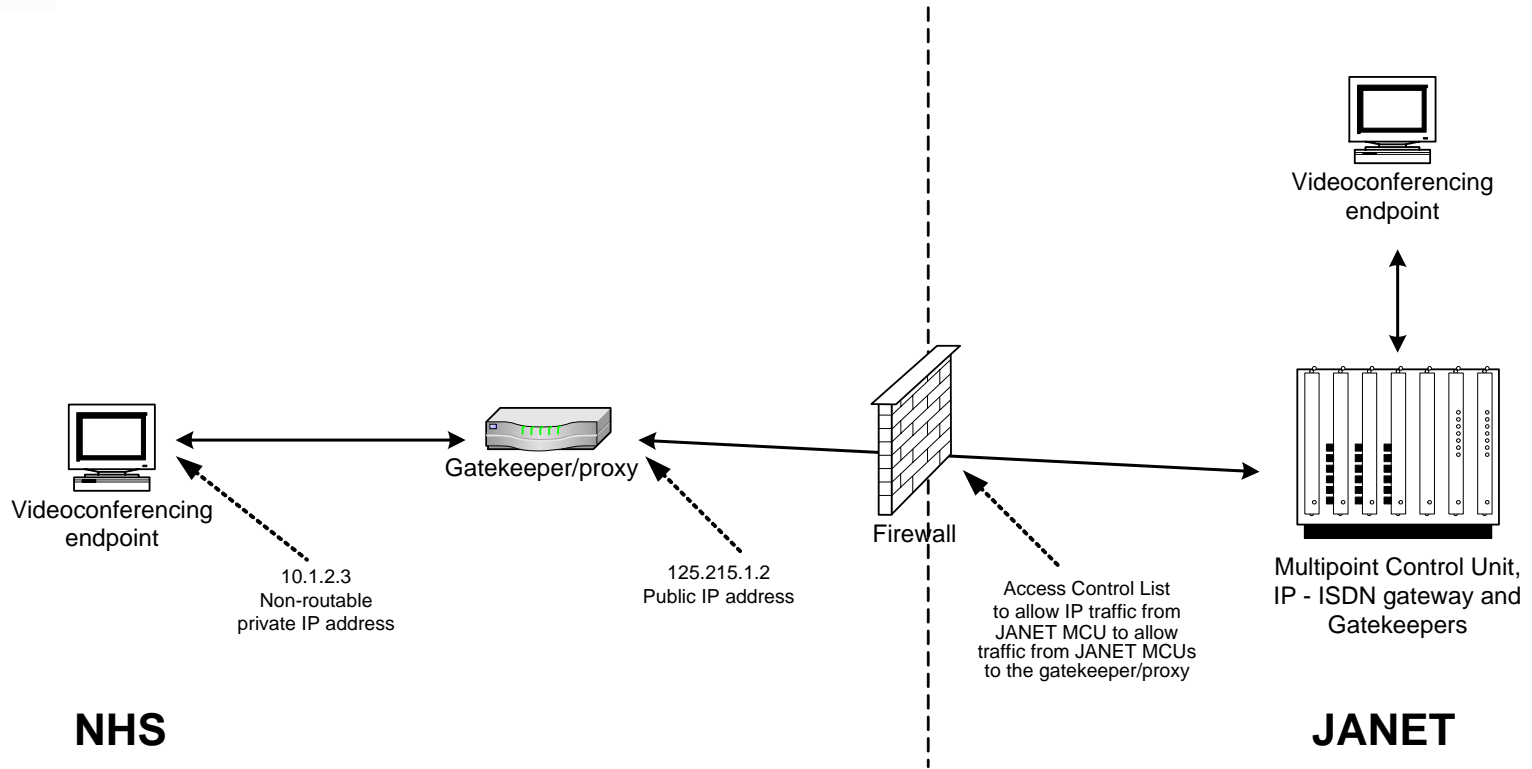 Videoconferencing
endpoint
Gatekeeper/proxy
Videoconferencing
endpoint
Firewall
10.1.2.3
Non-routable
private IP address
125.215.1.2
Public IP address
Access Control List
to allow IP traffic from
JANET MCU to allow
traffic from JANET MCUs
to the gatekeeper/proxy
Multipoint Control Unit,
IP - ISDN gateway and
Gatekeepers
NHS
JANET